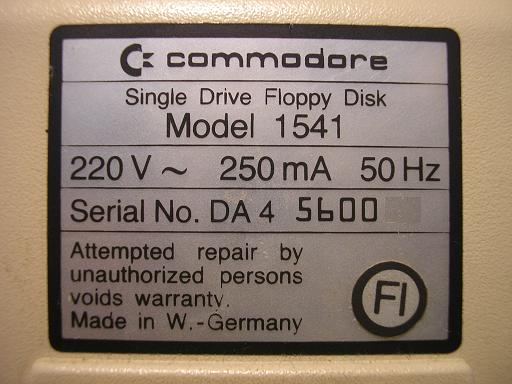 commodore
Single Drive Floppy Disk
Model 1541
220 V ~ 250 mA 50 Hz
Serial No. DA 4 5600
Attempted repair by
unauthorized persons
voids warranty.
Made in W.-Germany
FI